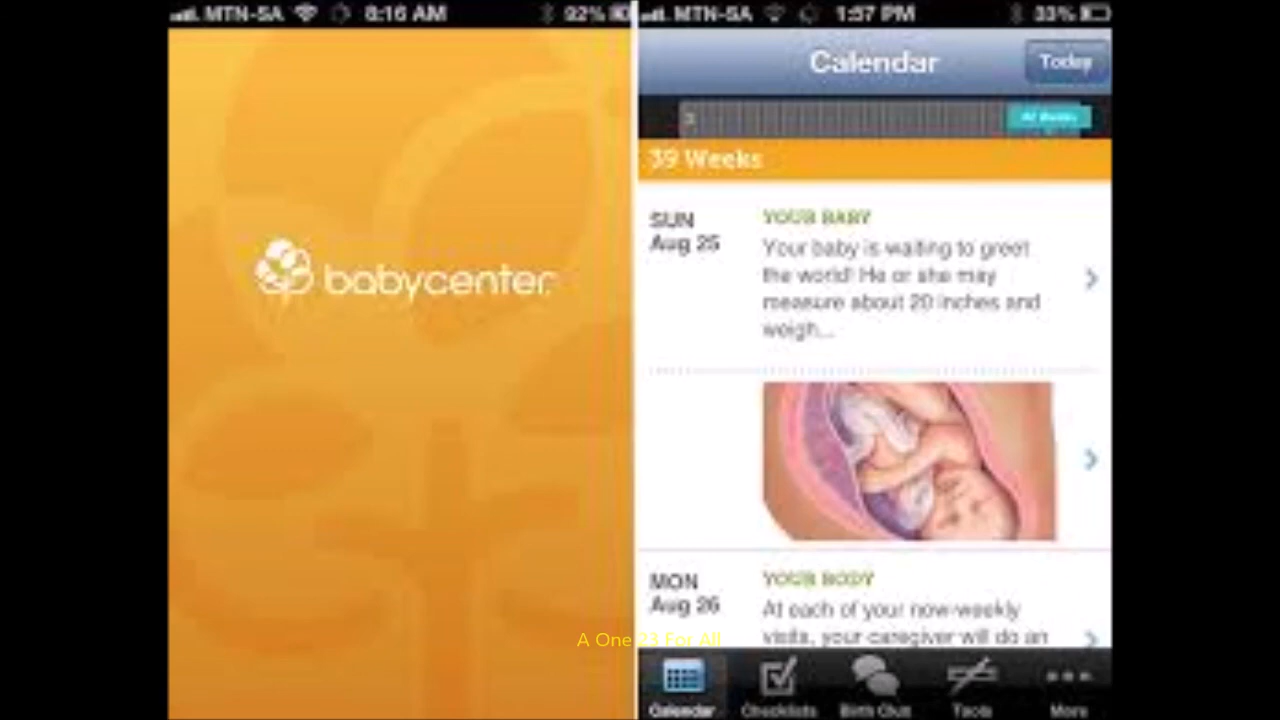 MTN-SA 8:16 AM 92%
babycenter
MTN-SA 1:57 PM 33%
Calendar
Today
39 Weeks
SUN
Aug 25
YOUR BABY
Your baby is waiting to greet
the world! He or she may
measure about 20 inches and
weigh...
MON
Aug 26
YOUR BODY
At each of your now-weekly
visits, your caregiver will do an
A One 23 For All
Calendar
Checklists
Birth Club
Tools
More